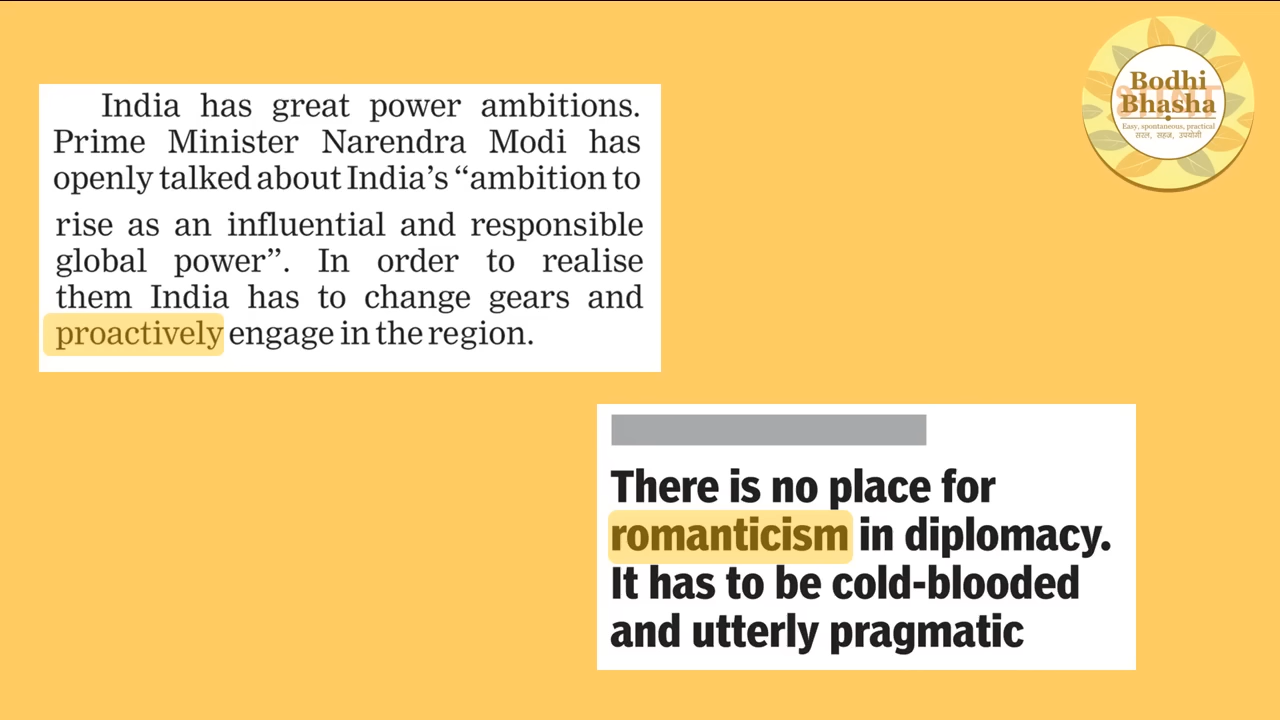 India has great power ambitions.
Prime Minister Narendra Modi has
openly talked about India’s “ambition to
rise as an influential and responsible
global power”. In order to realise
them India has to change gears and
proactively engage in the region.
Bodhi
Bhasha
Easy, spontaneous, practical
सरल, सहज, उपयोगी
There is no place for
romanticism in diplomacy.
It has to be cold-blooded
and utterly pragmatic